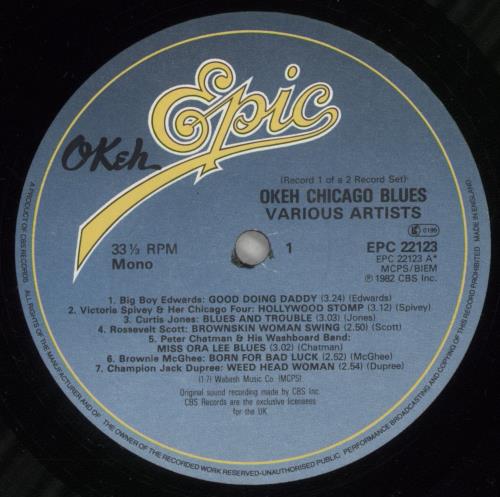 Epic
OKeh
(Record 1 of a 2 Record Set)
OKEH CHICAGO BLUES
VARIOUS ARTISTS
33⅓ RPM
Mono
1
0195
EPC 22123
EPC 22123 A*
MCPS/BIEM
℗ 1982 CBS Inc.
1. Big Boy Edwards: GOOD DOING DADDY (3.24) (Edwards)
2. Victoria Spivey & Her Chicago Four: HOLLYWOOD STOMP (3.12) (Spivey)
3. Curtis Jones: BLUES AND TROUBLE (3.03) (Jones)
4. Rossevelt Scott: BROWNSKIN WOMAN SWING (2.50) (Scott)
5. Peter Chatman & His Washboard Band:
MISS ORA LEE BLUES (3.02) (Chatman)
6. Brownie McGhee: BORN FOR BAD LUCK (2.52) (McGhee)
7. Champion Jack Dupree: WEED HEAD WOMAN (2.54) (Dupree)
(1-7) Wabash Music Co (MCPS)
Original sound recording made by CBS Inc.
CBS Records are the exclusive licensees
for the UK
A PRODUCT OF CBS RECORDS. ALL RIGHTS OF THE MANUFACTURER AND OF THE OWNER OF THE RECORDED WORK RESERVED-UNAUTHORISED PUBLIC PERFORMANCE BROADCASTING AND COPYING OF THIS RECORD PROHIBITED. MADE IN ENGLAND